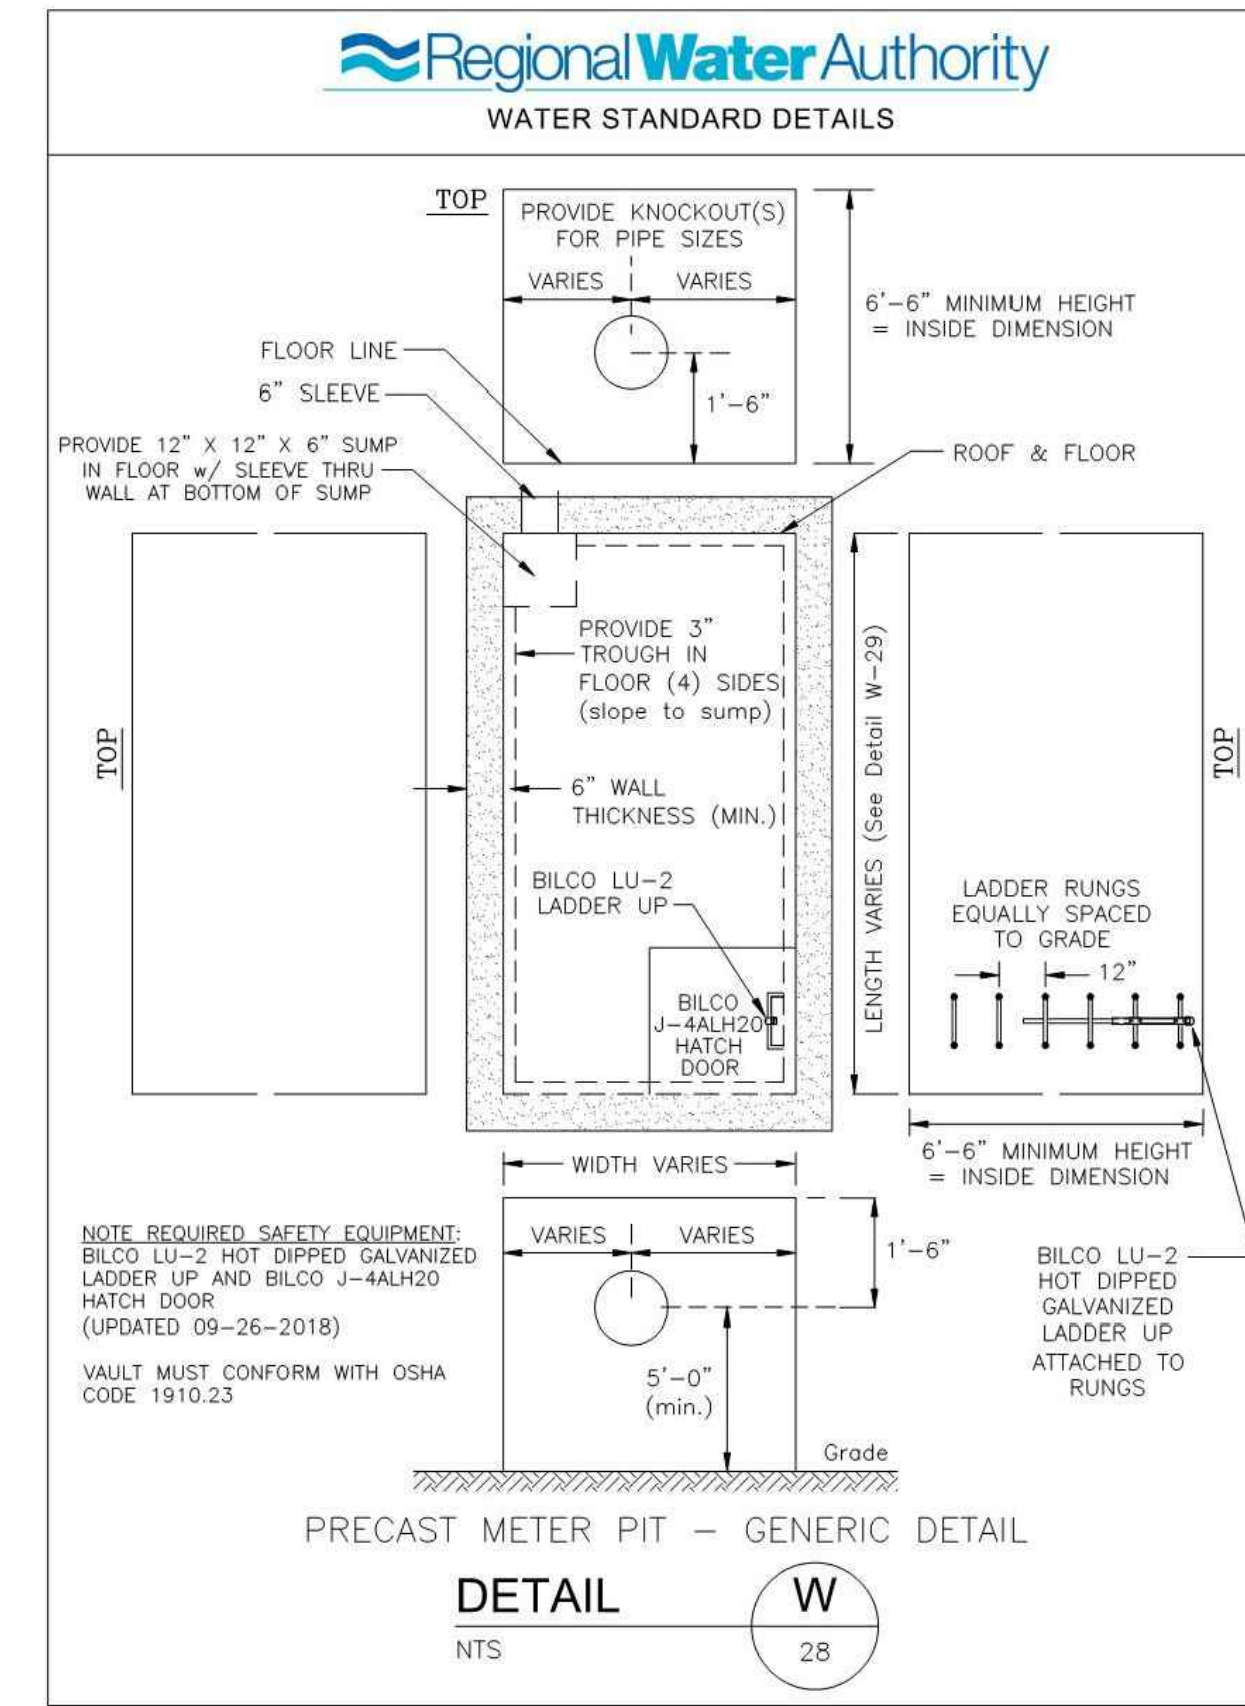 Regional Water Authority
WATER STANDARD DETAILS
TOP
PROVIDE KNOCKOUT(S)
FOR PIPE SIZES
VARIES
VARIES
6'-6" MINIMUM HEIGHT
= INSIDE DIMENSION
1'-6"
FLOOR LINE
6" SLEEVE
PROVIDE 12" X 12" X 6" SUMP
IN FLOOR w/ SLEEVE THRU
WALL AT BOTTOM OF SUMP
ROOF & FLOOR
TOP
PROVIDE 3"
TROUGH IN
FLOOR (4) SIDES
(slope to sump)
6" WALL
THICKNESS (MIN.)
BILCO LU-2
LADDER UP
BILCO
J-4ALH20
HATCH
DOOR
LENGTH VARIES (See Detail W-29)
TOP
LADDER RUNGS
EQUALLY SPACED
TO GRADE
12"
6'-6" MINIMUM HEIGHT
= INSIDE DIMENSION
WIDTH VARIES
VARIES
VARIES
1'-6"
5'-0"
(min.)
Grade
NOTE REQUIRED SAFETY EQUIPMENT:
BILCO LU-2 HOT DIPPED GALVANIZED
LADDER UP AND BILCO J-4ALH20
HATCH DOOR
(UPDATED 09-26-2018)
VAULT MUST CONFORM WITH OSHA
CODE 1910.23
BILCO LU-2
HOT DIPPED
GALVANIZED
LADDER UP
ATTACHED TO
RUNGS
PRECAST METER PIT - GENERIC DETAIL
DETAIL
NTS
W
28